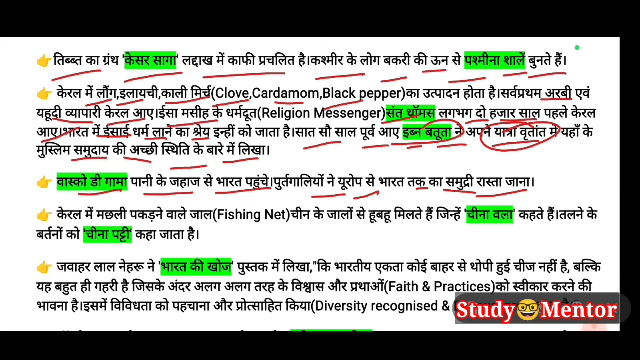 👉 तिब्ब्त का ग्रंथ 'केसर सागा' लद्दाख में काफी प्रचलित है।कश्मीर के लोग बकरी की ऊन से पश्मीना शालें बुनते हैं।
👉 केरल में लौंग,इलायची,काली मिर्च(Clove,Cardamom,Black pepper)का उत्पादन होता है।सर्वप्रथम अरबी एवं
यहूदी व्यापारी केरल आए।ईसा मसीह के धर्मदूत(Religion Messenger)संत थॉमस लगभग दो हजार साल पहले केरल
आए।भारत में ईसाई धर्म लाने का श्रेय इन्हीं को जाता है।सात सौ साल पूर्व आए इब्न बतूता ने अपने यात्रा वृतांत में यहाँ के
मुस्लिम समुदाय की अच्छी स्थिति के बारे में लिखा।
👉 वास्को डी गामा पानी के जहाज से भारत पहुंचे।पुर्तगालियों ने यूरोप से भारत तक का समुद्री रास्ता जाना।
👉 केरल में मछली पकड़ने वाले जाल(Fishing Net)चीन के जालों से हूबहू मिलते हैं जिन्हें 'चीना वला' कहते हैं।तलने के
बर्तनों को 'चीना पट्टी' कहा जाता है।
👉 जवाहर लाल नेहरू ने 'भारत की खोज' पुस्तक में लिखा,"कि भारतीय एकता कोई बाहर से थोपी हुई चीज नहीं है, बल्कि
यह बहुत ही गहरी है जिसके अंदर अलग अलग तरह के विश्वास और प्रथाओं(Faith & Practices)को स्वीकार करने की
भावना है।इसमें विविधता को पहचाना और प्रोत्साहित किया(Diversity recognised &
Study🤓Mentor